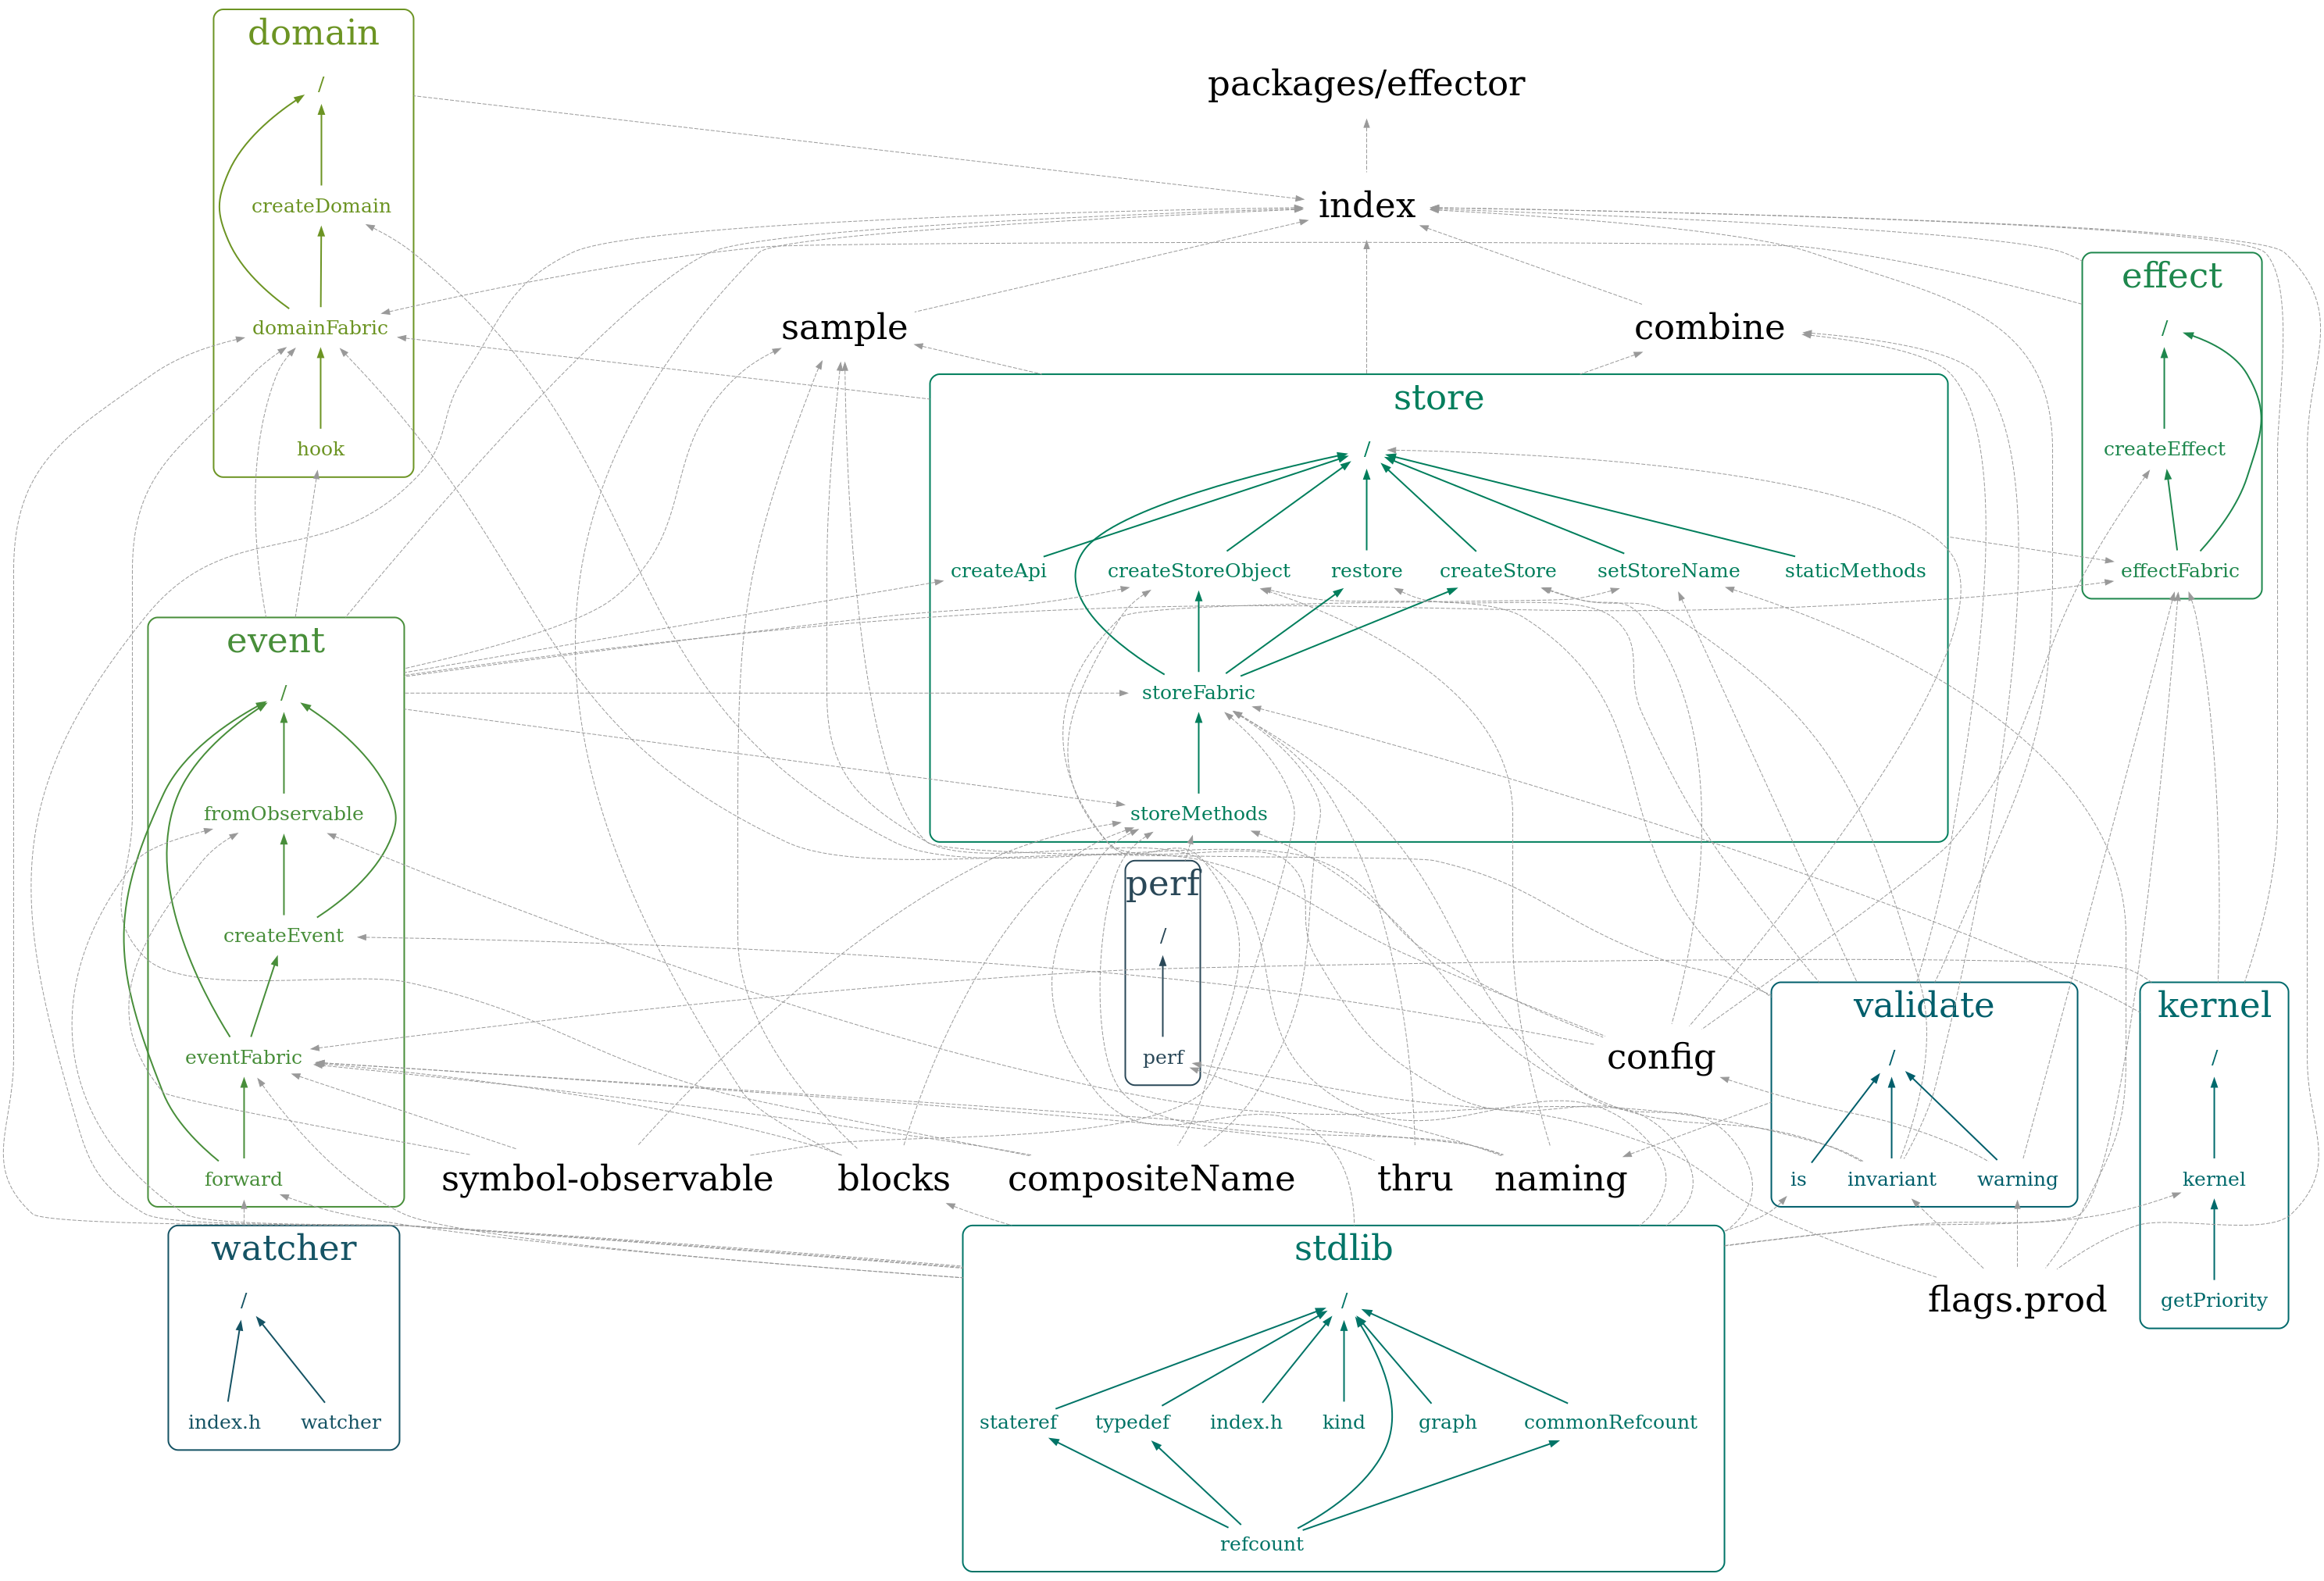 domain
/
packages/effector
createDomain
index
effect
domainFabric
sample
combine
/
store
hook
/
createEffect
createApi
createStoreObject
restore
createStore
setStoreName
staticMethods
effectFabric
event
/
storeFabric
fromObservable
storeMethods
perf
createEvent
/
validate
kernel
eventFabric
perf
config
/
/
forward
symbol-observable
blocks
compositeName
thru
naming
is
invariant
warning
kernel
watcher
stdlib
/
/
flags.prod
getPriority
index.h
watcher
stateref
typedef
index.h
kind
graph
commonRefcount
refcount